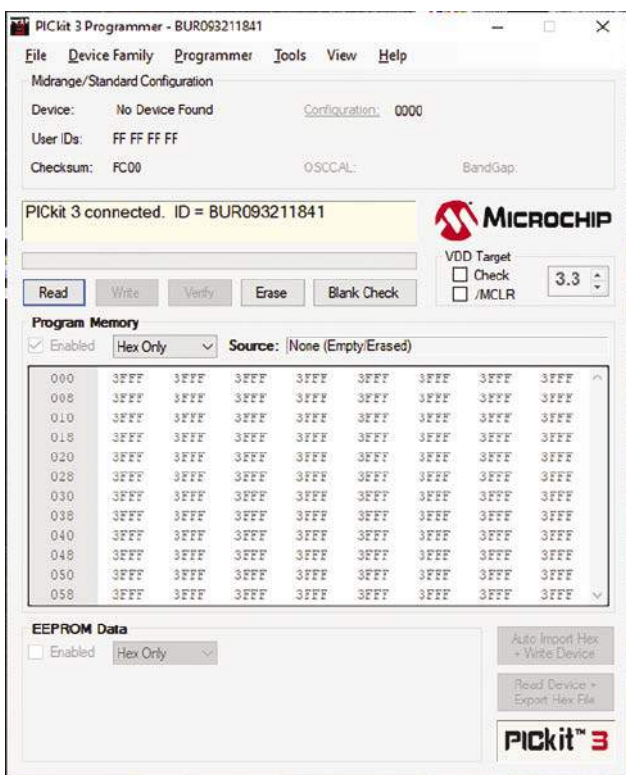 PICkit 3 Programmer - BUR093211841
File Device Family Programmer Tools View Help
Midrange/Standard Configuration
Device: No Device Found Configuration: 0000
User IDs: FF FF FF FF
Checksum: FC00 OSCCAL: BandGap:
PICkit 3 connected. ID = BUR093211841
MICROCHIP
VDD Target
Check
/MCLR
3.3
Read Write Verify Erase Blank Check
Program Memory
Enabled Hex Only Source: None (Empty/Erased)
000 3FFF 3FFF 3FFF 3FFF 3FFF 3FFF 3FFF 3FFF
008 3FFF 3FFF 3FFF 3FFF 3FFF 3FFF 3FFF 3FFF
010 3FFF 3FFF 3FFF 3FFF 3FFF 3FFF 3FFF 3FFF
018 3FFF 3FFF 3FFF 3FFF 3FFF 3FFF 3FFF 3FFF
020 3FFF 3FFF 3FFF 3FFF 3FFF 3FFF 3FFF 3FFF
028 3FFF 3FFF 3FFF 3FFF 3FFF 3FFF 3FFF 3FFF
030 3FFF 3FFF 3FFF 3FFF 3FFF 3FFF 3FFF 3FFF
038 3FFF 3FFF 3FFF 3FFF 3FFF 3FFF 3FFF 3FFF
040 3FFF 3FFF 3FFF 3FFF 3FFF 3FFF 3FFF 3FFF
048 3FFF 3FFF 3FFF 3FFF 3FFF 3FFF 3FFF 3FFF
050 3FFF 3FFF 3FFF 3FFF 3FFF 3FFF 3FFF 3FFF
058 3FFF 3FFF 3FFF 3FFF 3FFF 3FFF 3FFF 3FFF
EEPROM Data
Enabled Hex Only
Auto Import Hex
+ Write Device
Read Device +
Export Hex File
PICkit™ 3